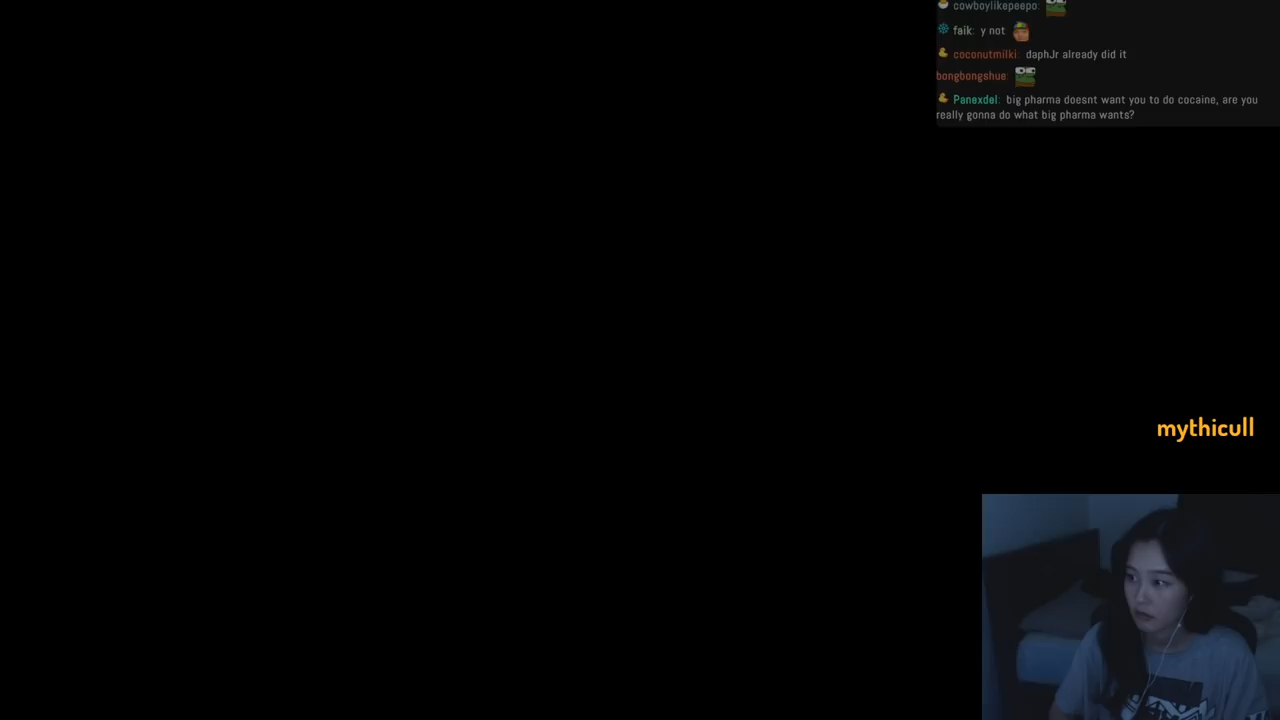 cowboylikepeepo:
faik: y not
coconutmilki: daphJr already did it
bongbongshue:
Panexdel: big pharma doesnt want you to do cocaine, are you
really gonna do what big pharma wants?
mythicull